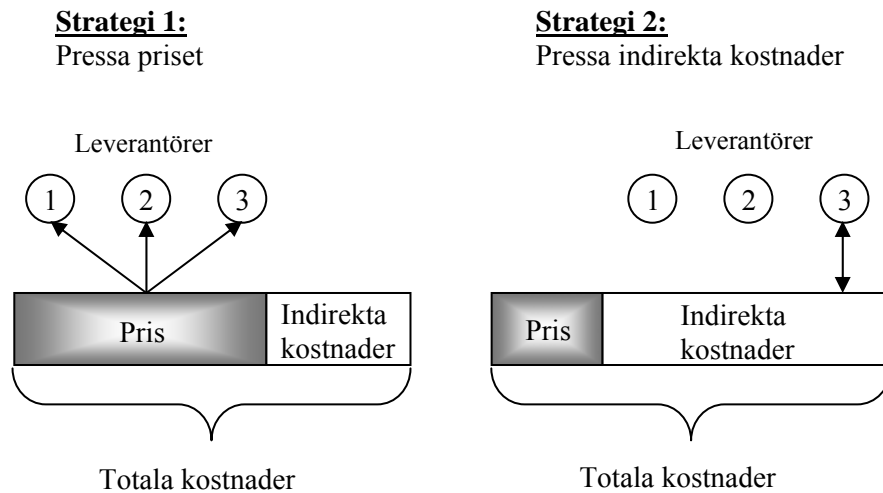 Strategi 1:
Pressa priset
Leverantörer
1 2 3
Pris
Indirekta
kostnader
Totala kostnader
Strategi 2:
Pressa indirekta kostnader
Leverantörer
1 2 3
Pris
Indirekta
kostnader
Totala kostnader